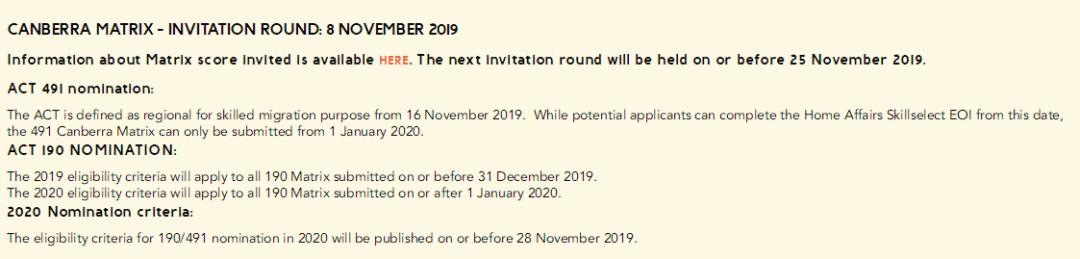 CANBERRA MATRIX - INVITATION ROUND: 8 NOVEMBER 2019
Information about Matrix score invited is available HERE. The next invitation round will be held on or before 25 November 2019.
ACT 491 nomination:
The ACT is defined as regional for skilled migration purpose from 16 November 2019.  While potential applicants can complete the Home Affairs Skillselect EOI from this date,
the 491 Canberra Matrix can only be submitted from 1 January 2020.
ACT 190 NOMINATION:
The 2019 eligibility criteria will apply to all 190 Matrix submitted on or before 31 December 2019.
The 2020 eligibility criteria will apply to all 190 Matrix submitted on or after 1 January 2020.
2020 Nomination criteria:
The eligibility criteria for 190/491 nomination in 2020 will be published on or before 28 November 2019.